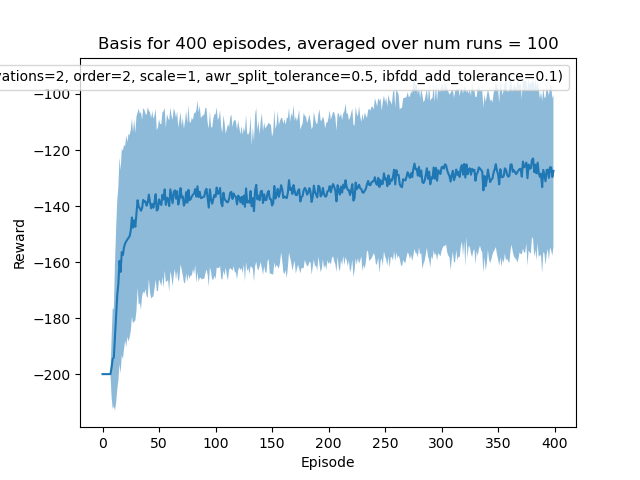 Basis for 400 episodes, averaged over num runs = 100
vations=2, order=2, scale=1, awr_split_tolerance=0.5, ibfdd_add_tolerance=0.1)
−100
−120
−140
−160
−180
−200
Reward
0 50 100 150 200 250 300 350 400
Episode